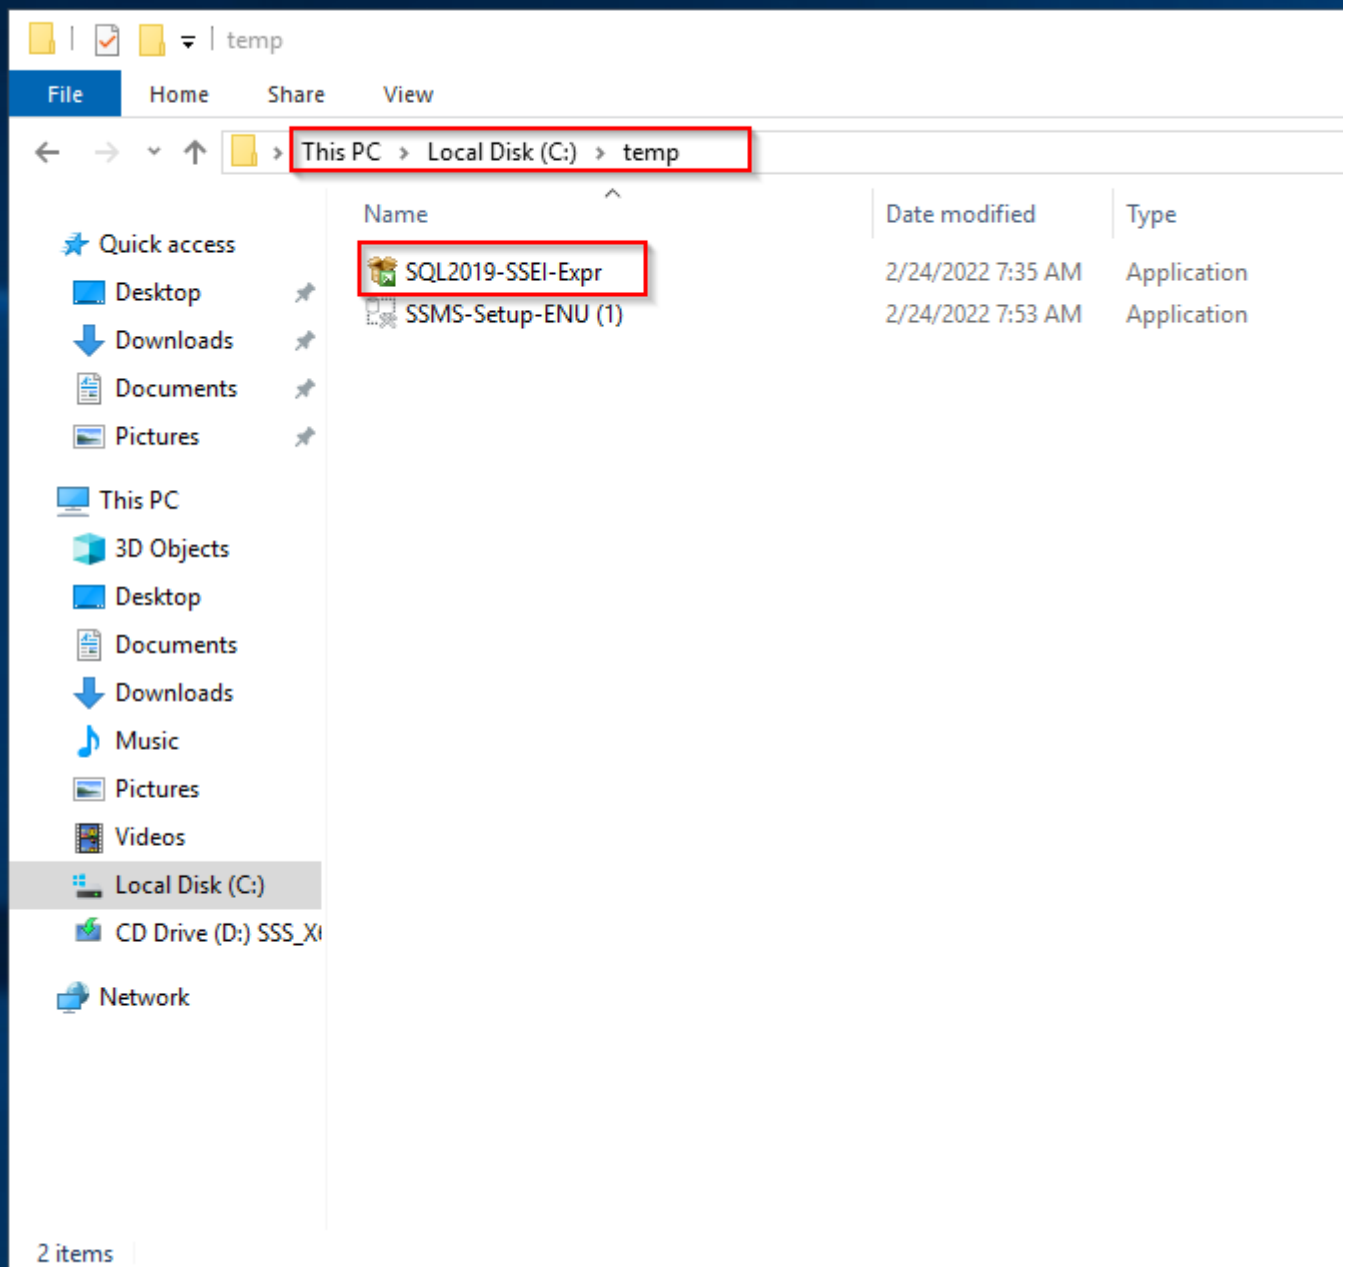 temp
File Home Share View
This PC > Local Disk (C:) > temp
Name Date modified Type
Quick access
Desktop
Downloads
Documents
Pictures
This PC
3D Objects
Desktop
Documents
Downloads
Music
Pictures
Videos
Local Disk (C:)
CD Drive (D:) SSS_X
Network
SQL2019-SSEI-Expr 2/24/2022 7:35 AM Application
SSMS-Setup-ENU (1) 2/24/2022 7:53 AM Application
2 items